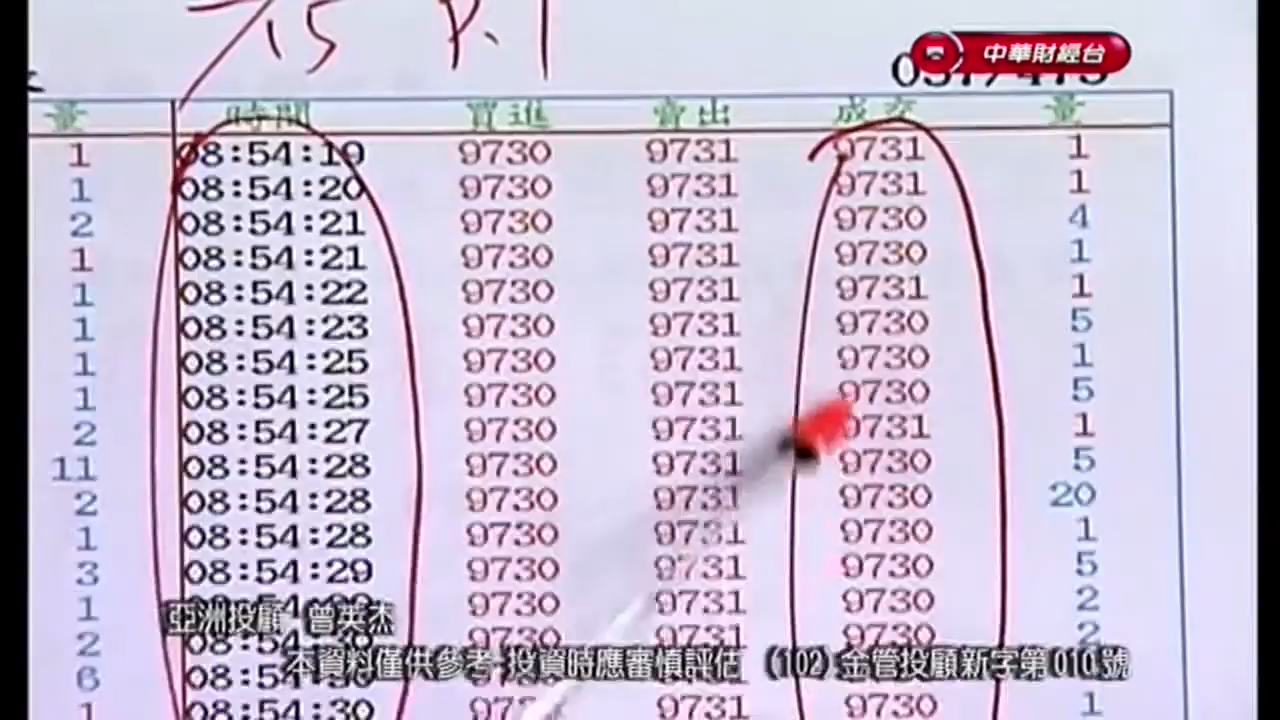 75 P.1
中華財經台
量 時間 買進 賣出 成交 量
1 08:54:19 9730 9731 9731 1
1 08:54:20 9730 9731 9731 1
2 08:54:21 9730 9731 9730 4
1 08:54:21 9730 9731 9730 1
1 08:54:22 9730 9731 9731 1
1 08:54:23 9730 9731 9730 5
1 08:54:25 9730 9731 9730 1
1 08:54:25 9730 9731 9730 5
2 08:54:27 9730 9731 9731 1
11 08:54:28 9730 9731 9730 5
2 08:54:28 9730 9731 9730 20
1 08:54:28 9730 9731 9730 1
3 08:54:29 9730 9731 9730 5
1 9730 9731 9730 2
2 9730 9731 9730 2
6
1 08:54:30 9731 9730 1
亞洲投顧 曾英杰
本資料僅供參考 投資時應審慎評估 (102)金管投顧新字第010號